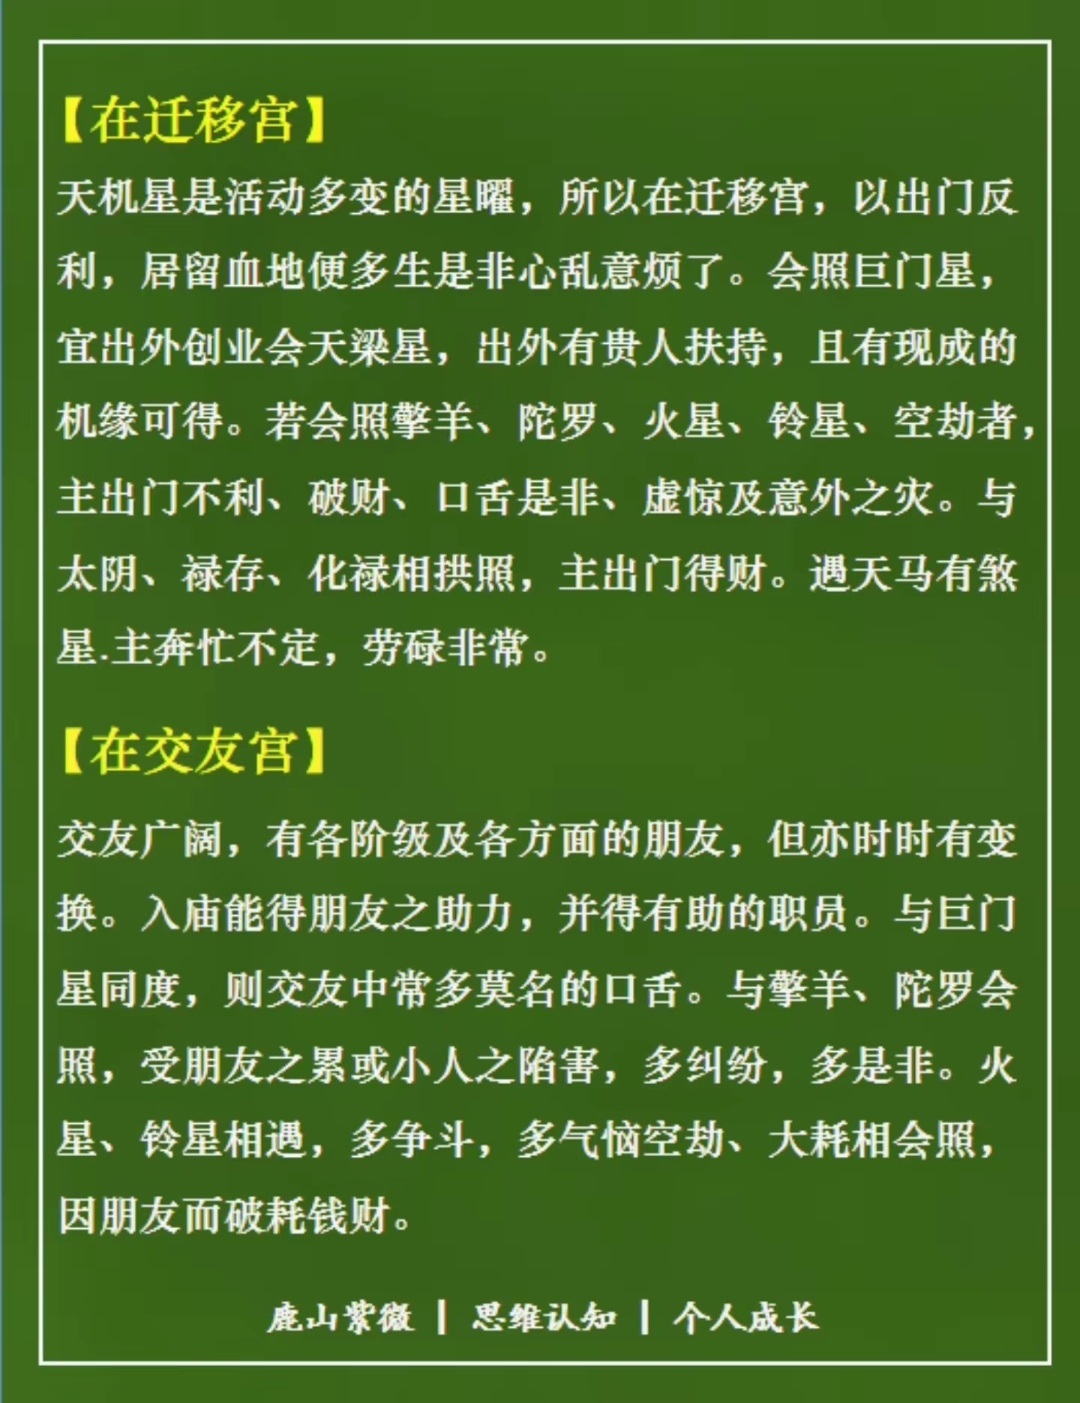 【在迁移宫】
天机星是活动多变的星曜，所以在迁移宫，以出门反
利，居留血地便多生是非心乱意烦了。会照巨门星，
宜出外创业会天梁星，出外有贵人扶持，且有现成的
机缘可得。若会照擎羊、陀罗、火星、铃星、空劫者，
主出门不利、破财、口舌是非、虚惊及意外之灾。与
太阴、禄存、化禄相拱照，主出门得财。遇天马有煞
星.主奔忙不定，劳碌非常。
【在交友宫】
交友广阔，有各阶级及各方面的朋友，但亦时时有变
换。入庙能得朋友之助力，并得有助的职员。与巨门
星同度，则交友中常多莫名的口舌。与擎羊、陀罗会
照，受朋友之累或小人之陷害，多纠纷，多是非。火
星、铃星相遇，多争斗，多气恼空劫、大耗相会照，
因朋友而破耗钱财。
鹿山紫微 | 思维认知 | 个人成长